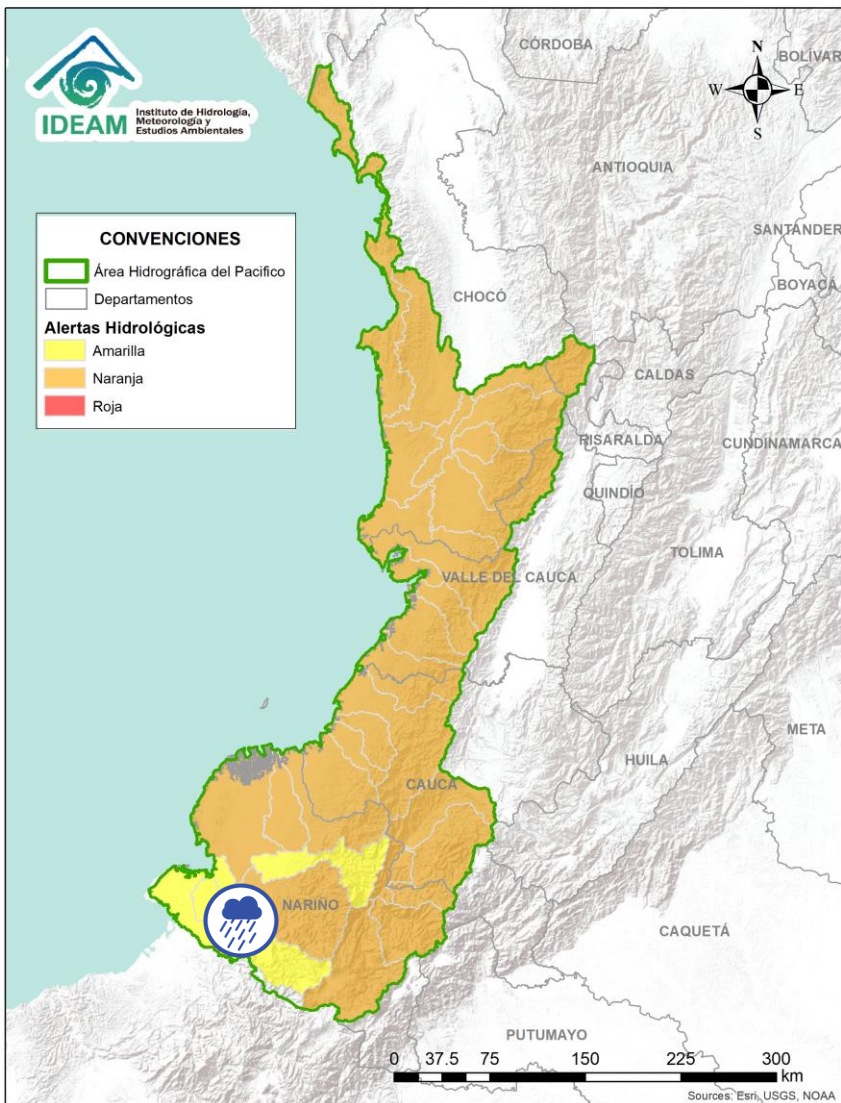 IDEAM
Instituto de Hidrología,
Meteorología y
Estudios Ambientales
N
W
E
S
CÓRDOBA
BOLÍVAR
ANTIOQUIA
SANTANDER
BOYACÁ
CHOCÓ
CALDAS
RISARALDA
CUNDINAMARCA
QUINDÍO
TOLIMA
VALLE DEL CAUCA
META
HUILA
CAUCA
NARIÑO
CAQUETÁ
PUTUMAYO
CONVENCIONES
Área Hidrográfica del Pacifico
Departamentos
Alertas Hidrológicas
Amarilla
Naranja
Roja
0 37.5 75 150 225 300
km
Sources: Esri, USGS, NOAA